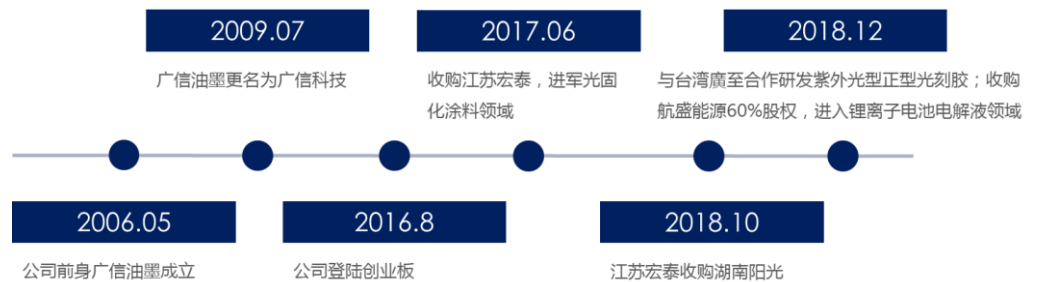 2009.07
2017.06
2018.12
广信油墨更名为广信科技
收购江苏宏泰，进军光固
化涂料领域
与台湾廣至合作研发紫外光型正型光刻胶；收购
航盛能源60%股权，进入锂离子电池电解液领域
2006.05
2016.8
2018.10
公司前身广信油墨成立
公司登陆创业板
江苏宏泰收购湖南阳光